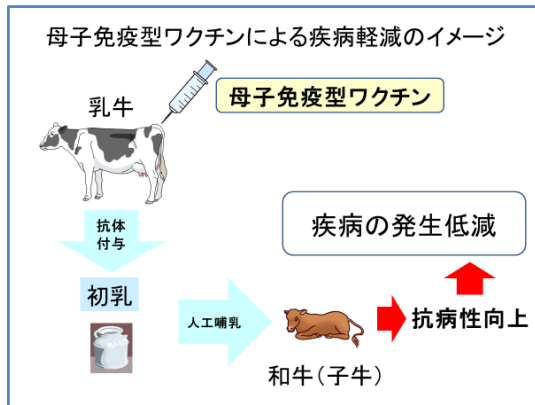 母子免疫型ワクチンによる疾病軽減のイメージ
母子免疫型ワクチン
乳牛
抗体
付与
疾病の発生低減
初乳
人工哺乳
抗病性向上
和牛(子牛)